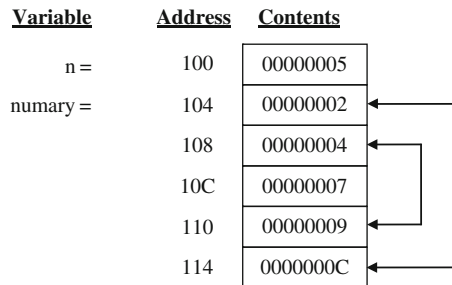 Variable Address Contents
n = 100 00000005
numary = 104 00000002
108 00000004
10C 00000007
110 00000009
114 0000000C